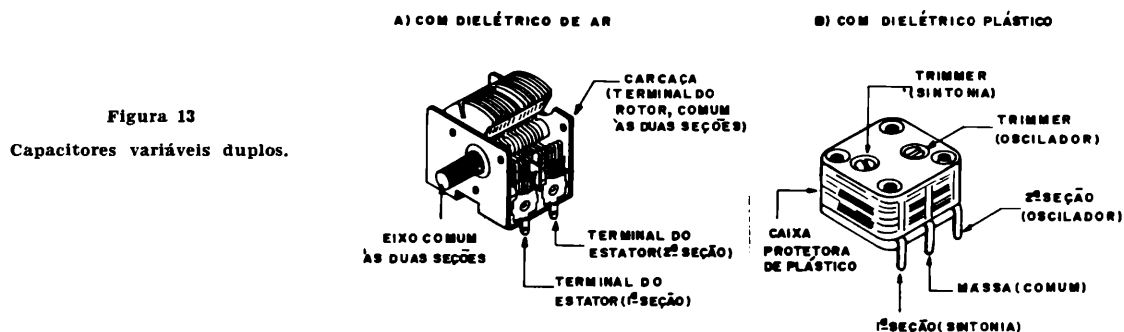 Figura 13
Capacitores variáveis duplos.
A) COM DIELÉTRICO DE AR
CARCAÇA
(TERMINAL DO
ROTOR, COMUM
ÀS DUAS SEÇÕES)
EIXO COMUM
ÀS DUAS SEÇÕES
TERMINAL DO
ESTATOR (2ª SEÇÃO)
TERMINAL DO
ESTATOR (1ª SEÇÃO)
B) COM DIELÉTRICO PLÁSTICO
TRIMMER
(SINTONIA)
TRIMMER
(OSCILADOR)
2ª SEÇÃO
(OSCILADOR)
CAIXA
PROTETORA
DE PLÁSTICO
MASSA (COMUM)
1ª SEÇÃO (SINTONIA)